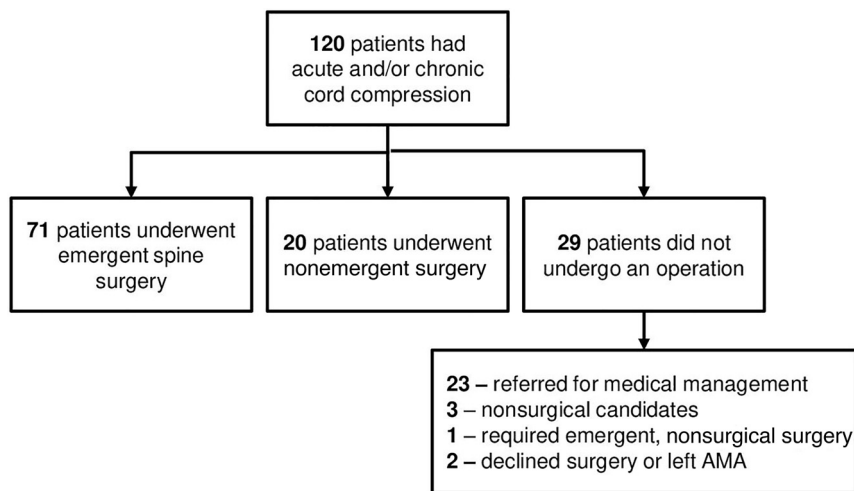 120 patients had
acute and/or chronic
cord compression
71 patients underwent
emergent spine
surgery
20 patients underwent
nonemergent surgery
29 patients did not
undergo an operation
23 – referred for medical management
3 – nonsurgical candidates
1 – required emergent, nonsurgical surgery
2 – declined surgery or left AMA